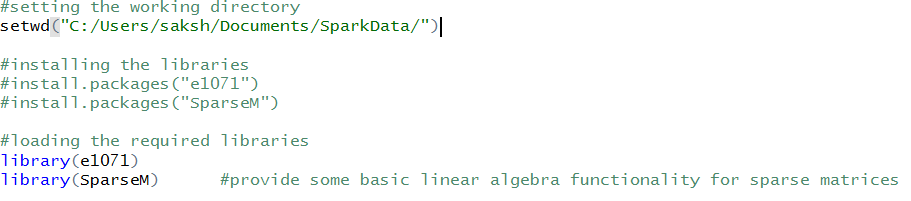 #setting the working directory
setwd("C:/Users/saksh/Documents/SparkData/")
#installing the libraries
#install.packages("e1071")
#install.packages("SparseM")
#loading the required libraries
library(e1071)
library(SparseM) #provide some basic linear algebra functionality for sparse matrices